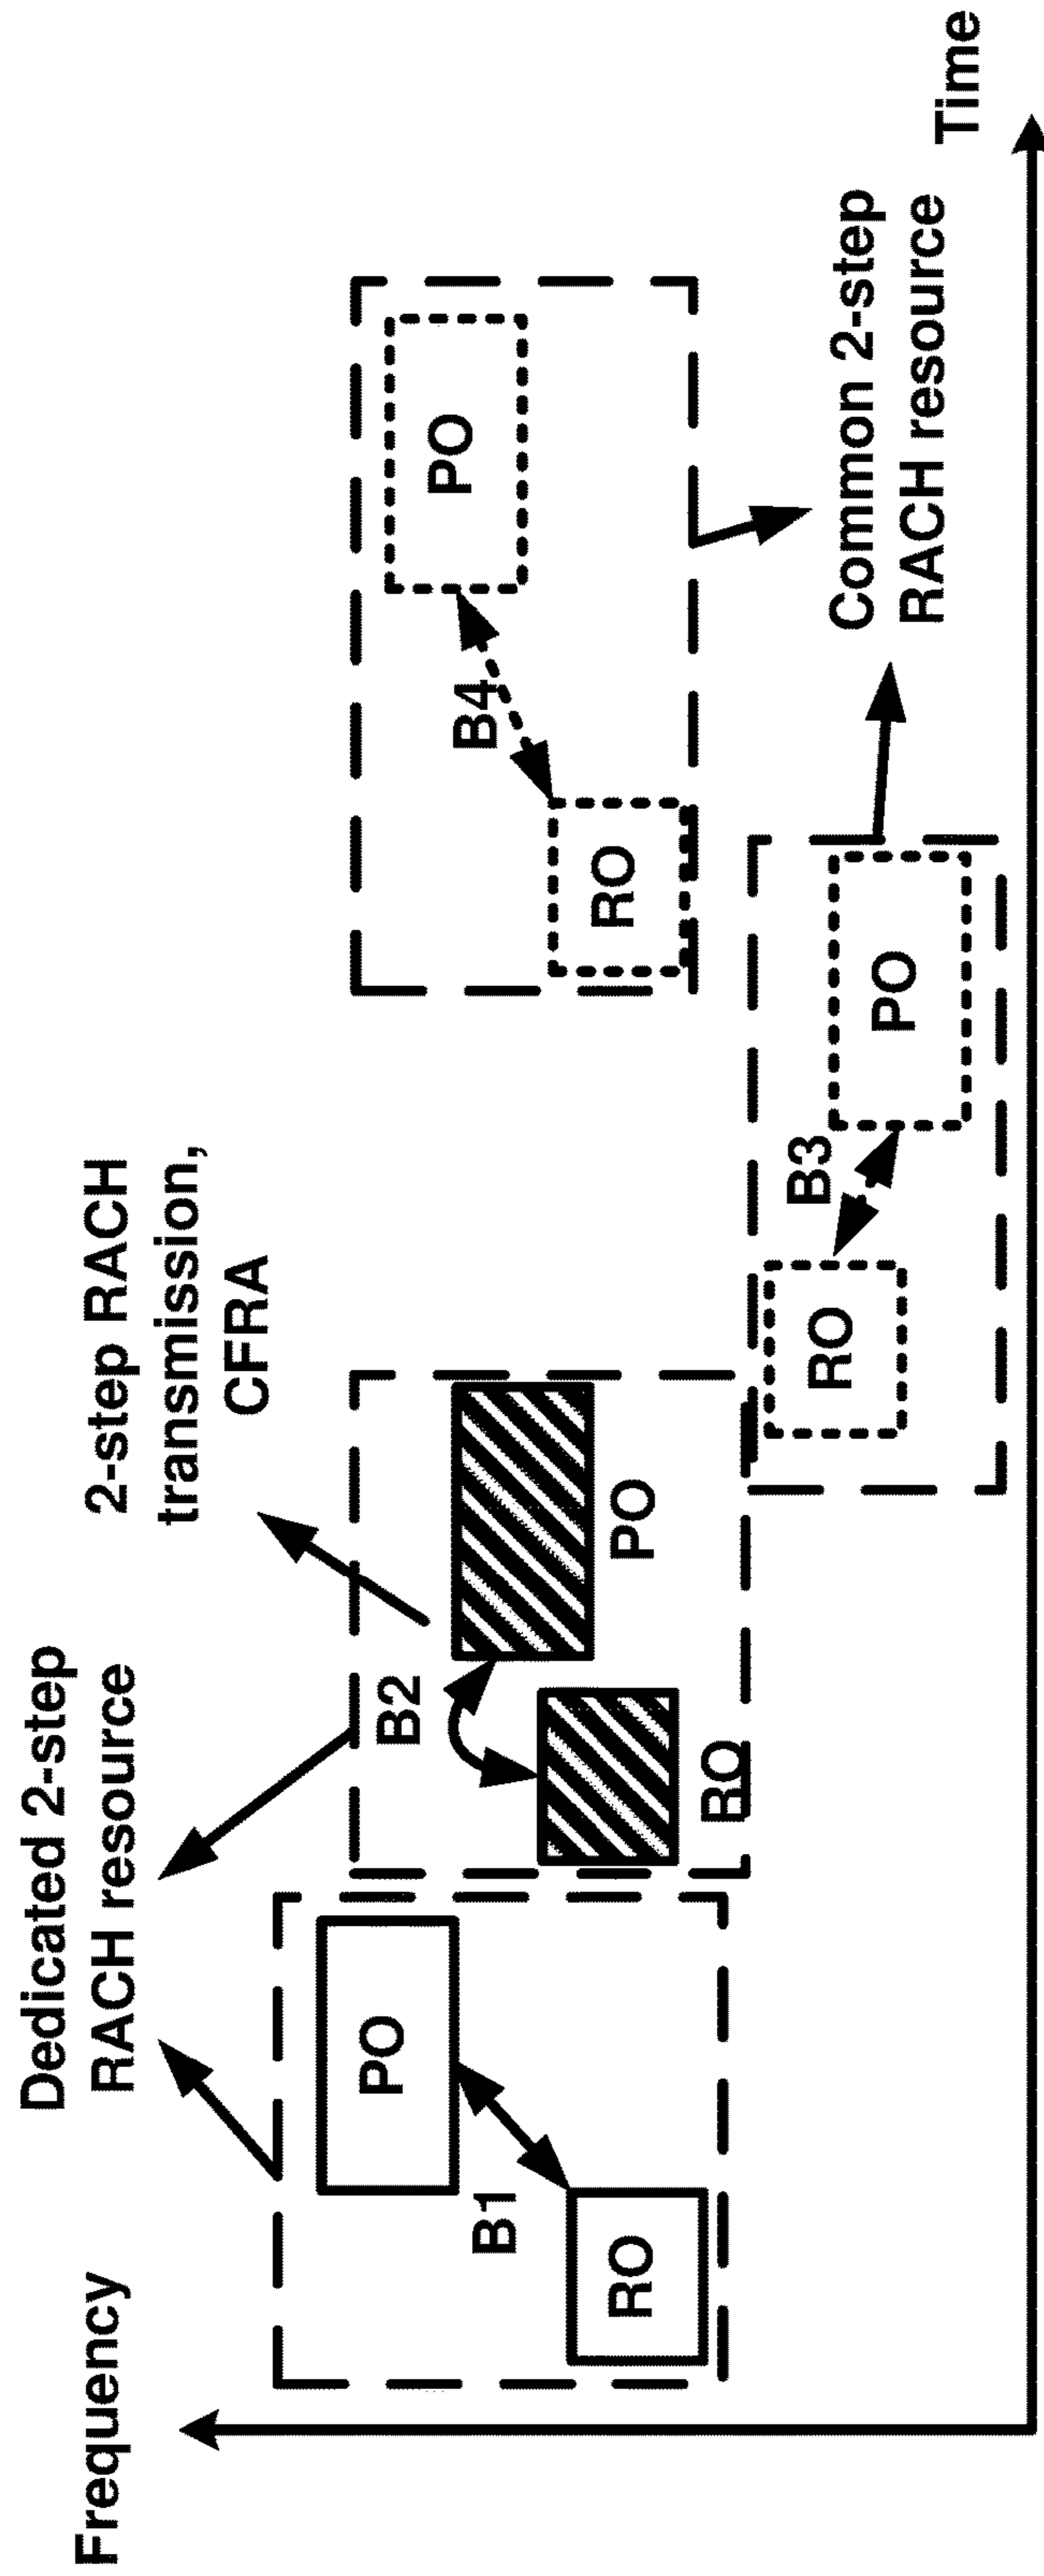 Frequency
Dedicated 2-step
RACH resource
2-step RACH
transmission,
CFRA
PO
B1
RO
B2
PO
RO
PO
B4
RO
RO
B3
PO
Common 2-step
RACH resource
Time